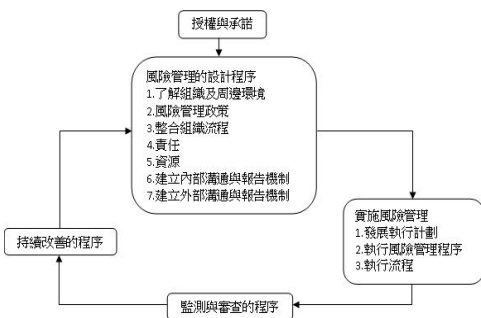 授權與承諾
風險管理的設計程序
1.了解組織及周邊環境
2.風險管理政策
3.整合組織流程
4.責任
5.資源
6.建立內部溝通與報告機制
7.建立外部溝通與報告機制
實施風險管理
1.發展執行計劃
2.執行風險管理程序
3.執行流程
持續改善的程序
監測與審查的程序